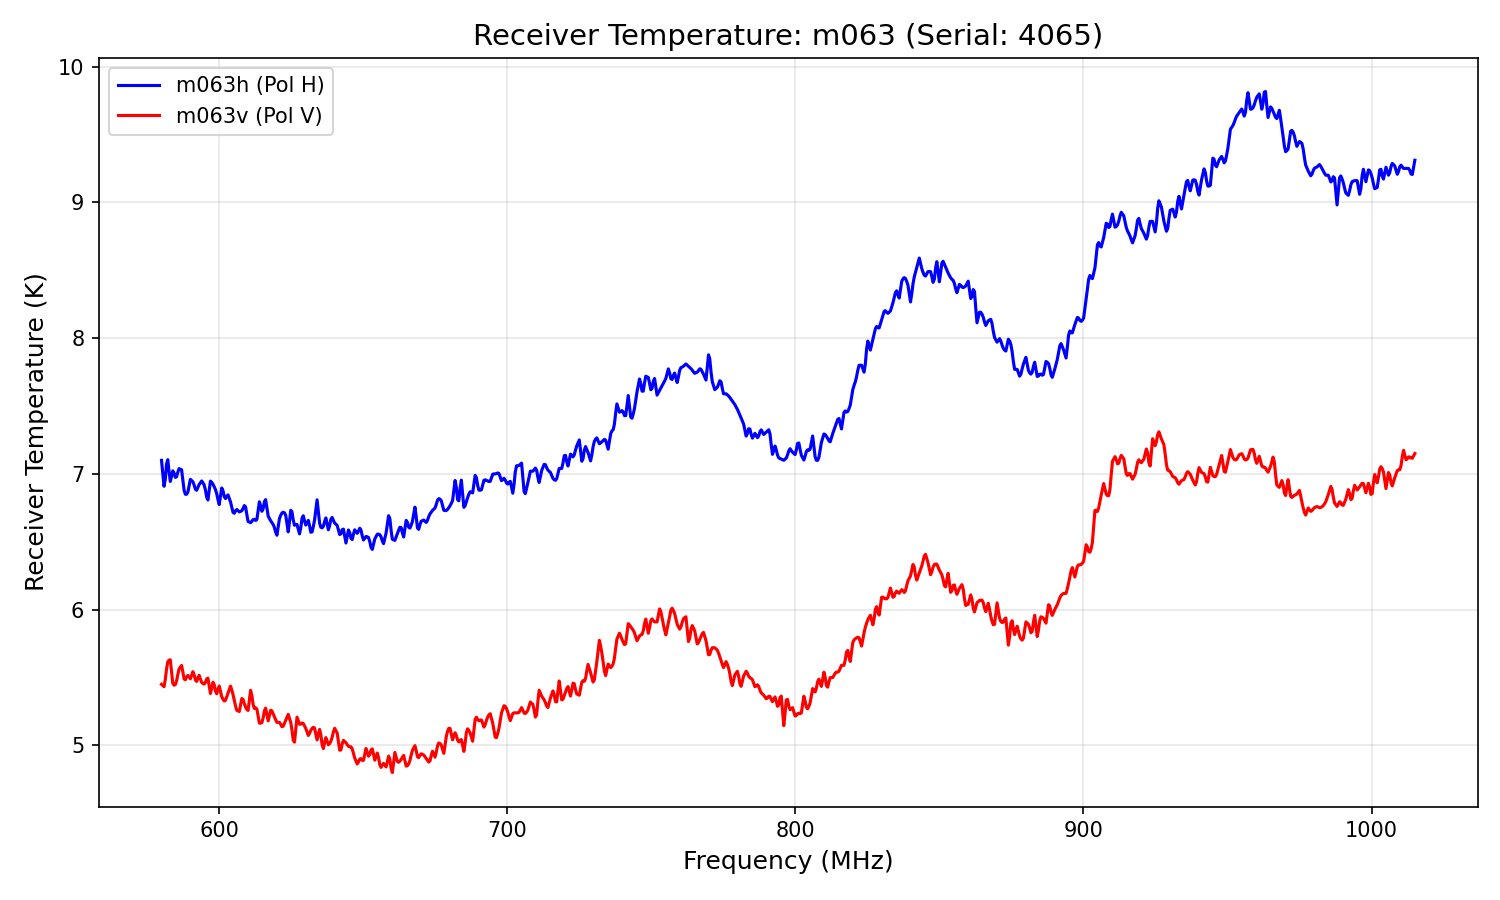 Receiver Temperature: m063 (Serial: 4065)
m063h (Pol H)
m063v (Pol V)
Receiver Temperature (K)
10
9
8
7
6
5
600 700 800 900 1000
Frequency (MHz)